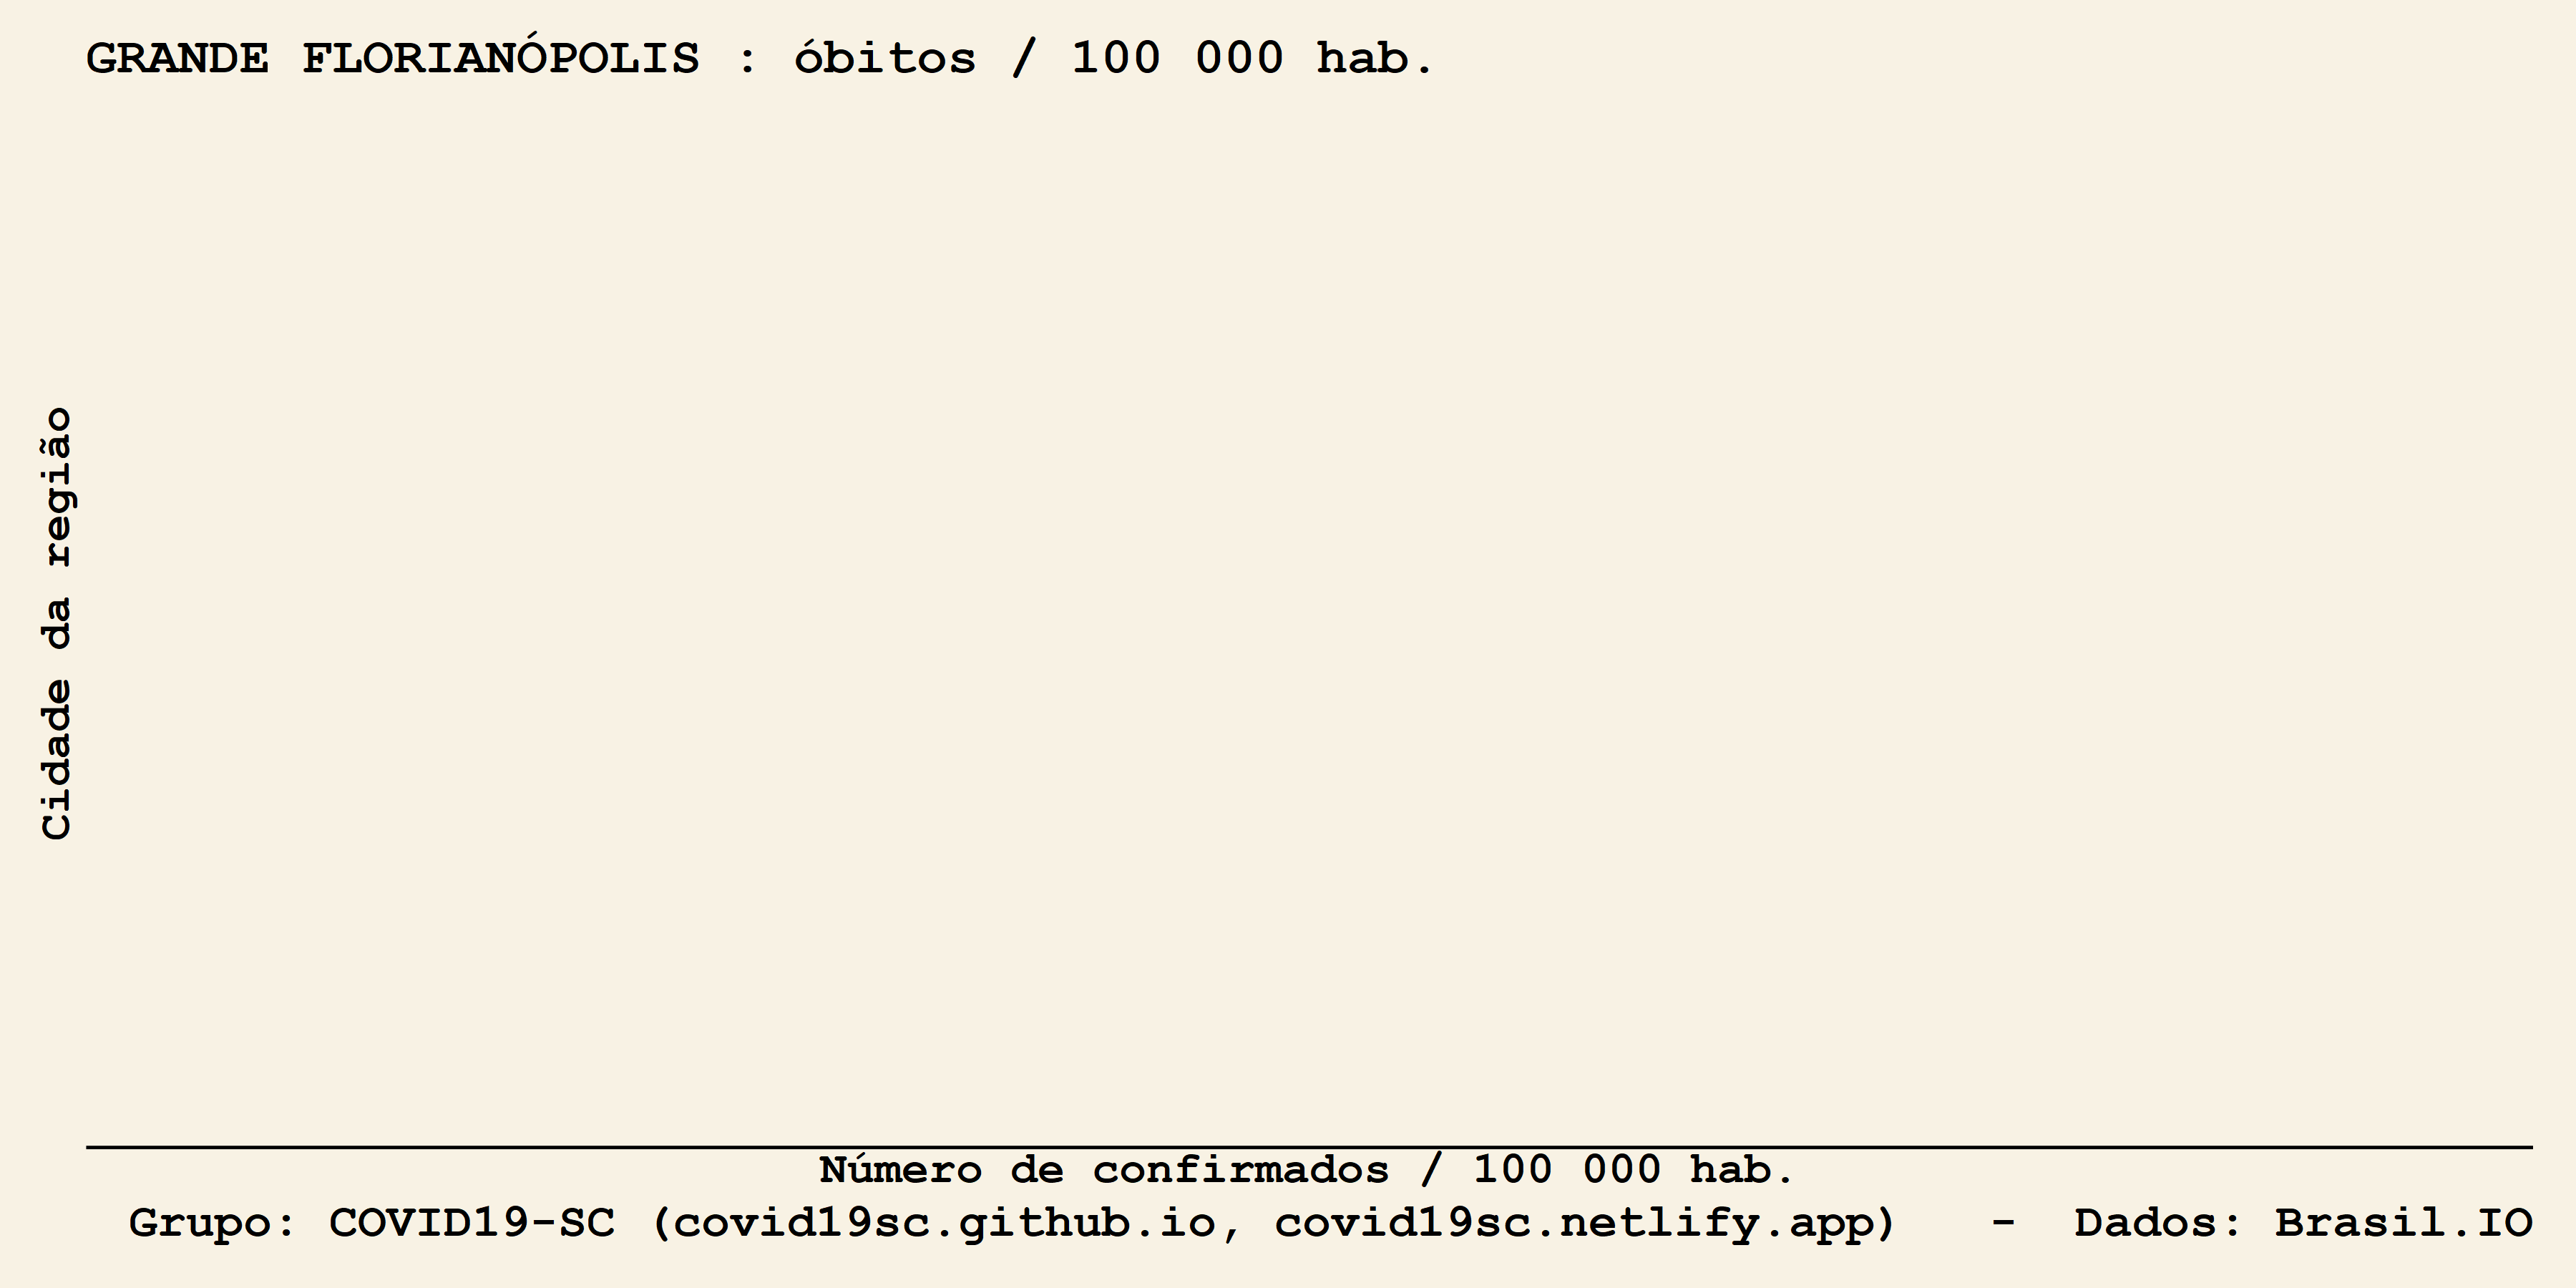 GRANDE FLORIANÓPOLIS : óbitos / 100 000 hab.
Cidade da região
Número de confirmados / 100 000 hab.
Grupo: COVID19-SC (covid19sc.github.io, covid19sc.netlify.app) - Dados: Brasil.IO